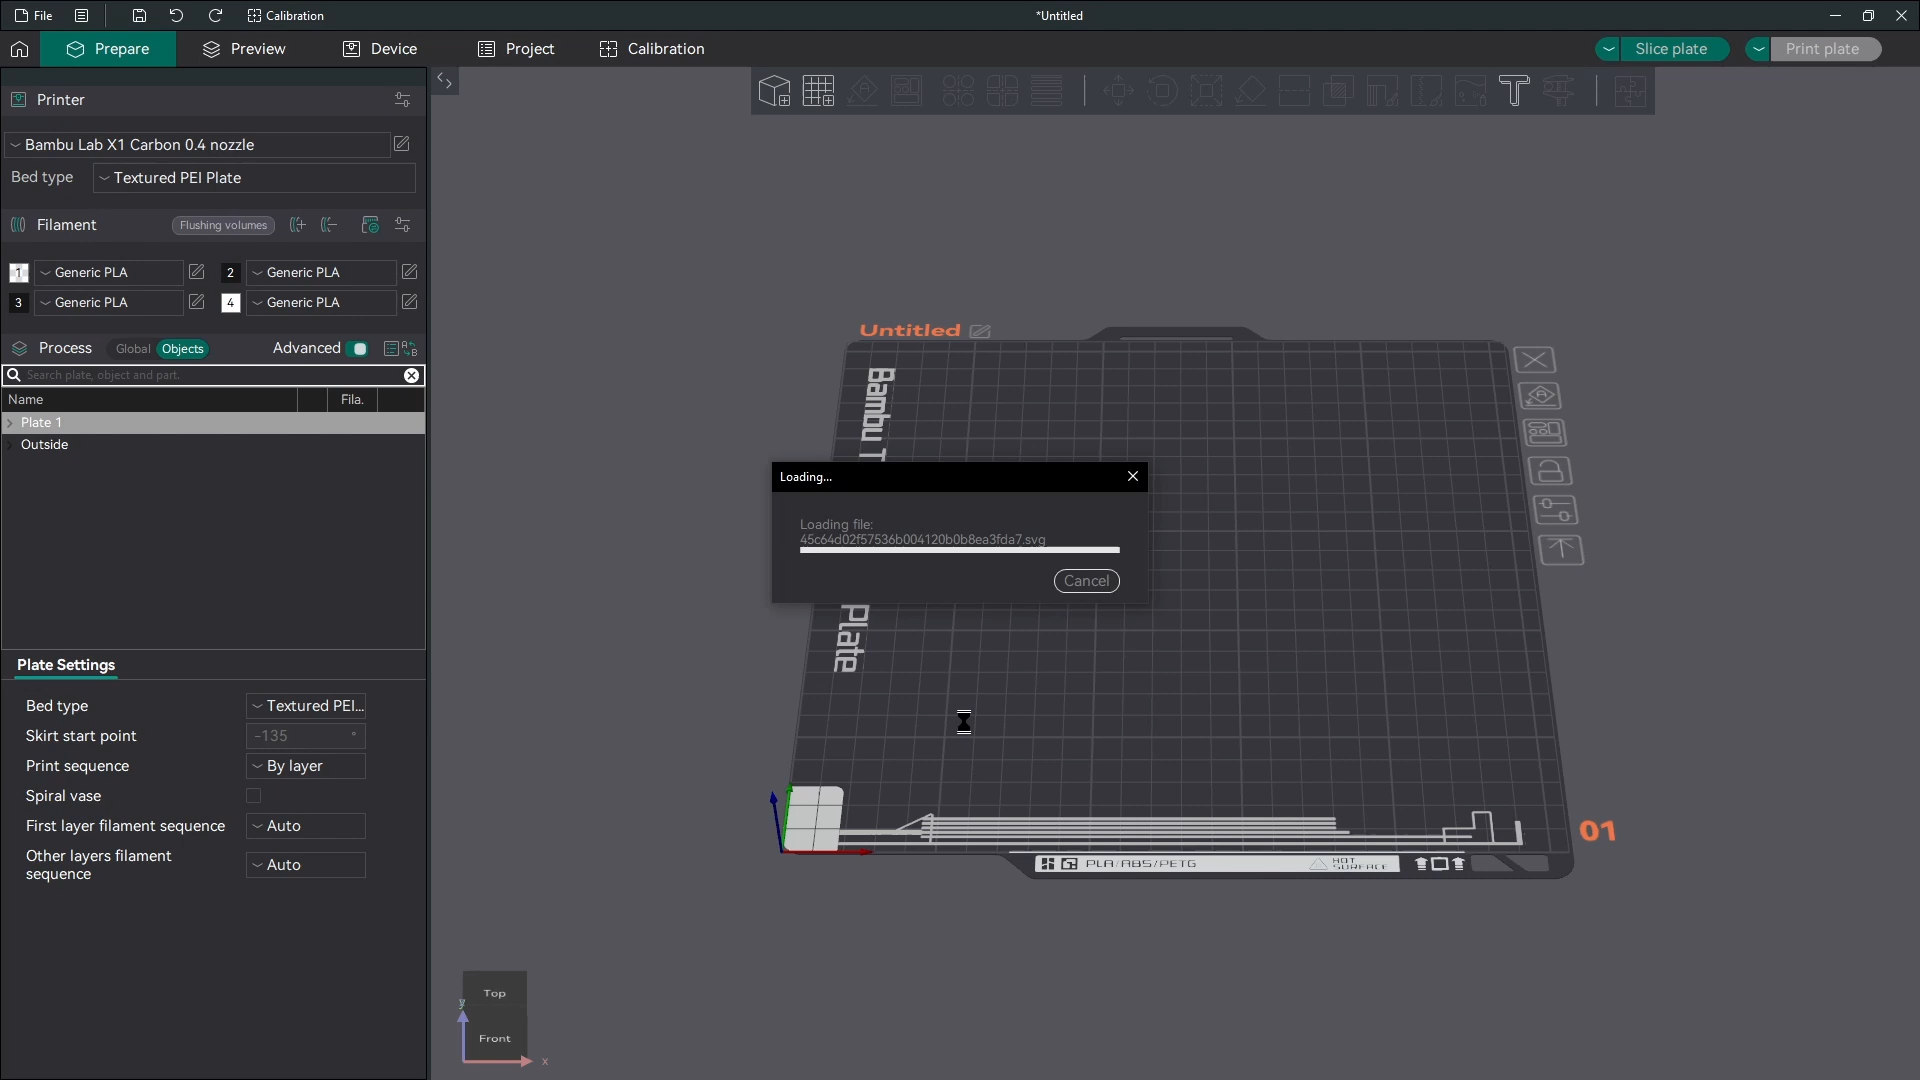 File
Calibration
*Untitled
Prepare
Preview
Device
Project
Calibration
Slice plate
Print plate
Printer
Bambu Lab X1 Carbon 0.4 nozzle
Bed type
Textured PEI Plate
Filament
Flushing volumes
1
Generic PLA
2
Generic PLA
3
Generic PLA
4
Generic PLA
Process
Global
Objects
Advanced
Search plate, object and part.
Name
Fila.
Plate 1
Outside
Untitled
Bambu T
Plate
Loading...
Loading file:
45c64d02f57536b004120b0b8ea3fda7.svg
Cancel
Plate Settings
Bed type
Textured PEI...
Skirt start point
-135
°
Print sequence
By layer
Spiral vase
First layer filament sequence
Auto
Other layers filament
sequence
Auto
01
PLA/ABS/PETG
HOT
SURFACE
Top
Front
y
x